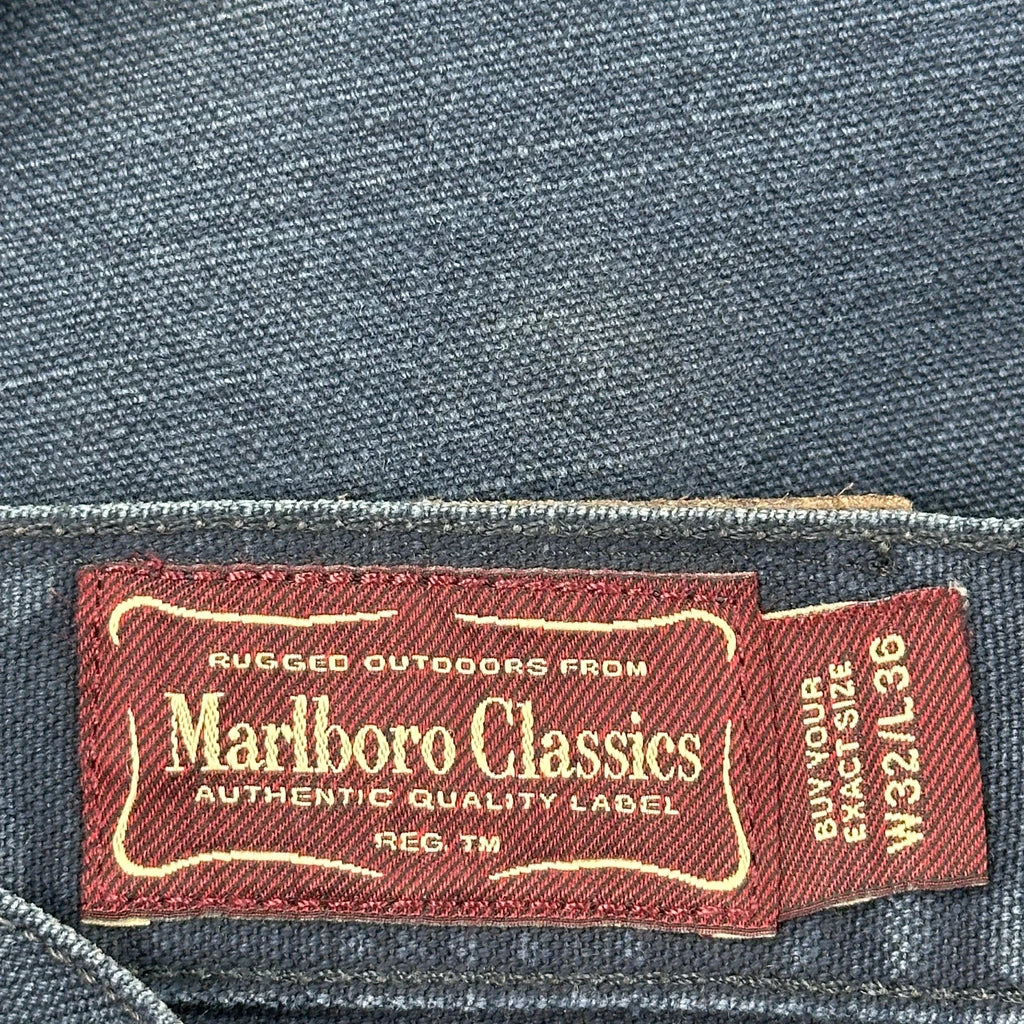 RUGGED OUTDOORS FROM
Marlboro Classics
AUTHENTIC QUALITY LABEL
REG. TM
BUY YOUR
EXACT SIZE
W32/L36